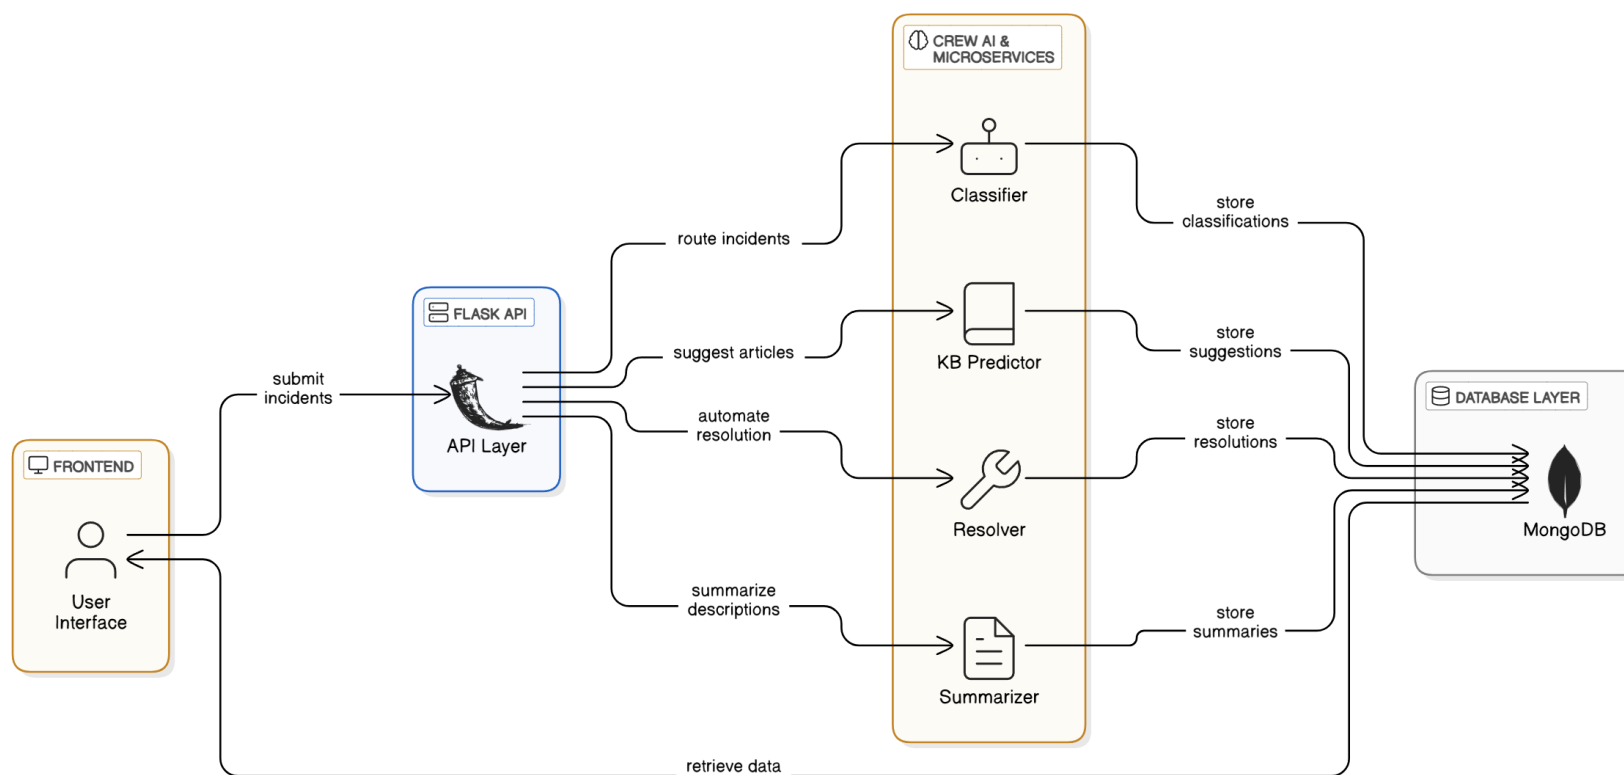 CREW AI &
MICROSERVICES
Classifier
store
classifications
route incidents
FLASK API
KB Predictor
store
suggestions
suggest articles
submit
incidents
API Layer
automate
resolution
store
resolutions
DATABASE LAYER
FRONTEND
Resolver
MongoDB
User
Interface
summarize
descriptions
store
summaries
Summarizer
retrieve data